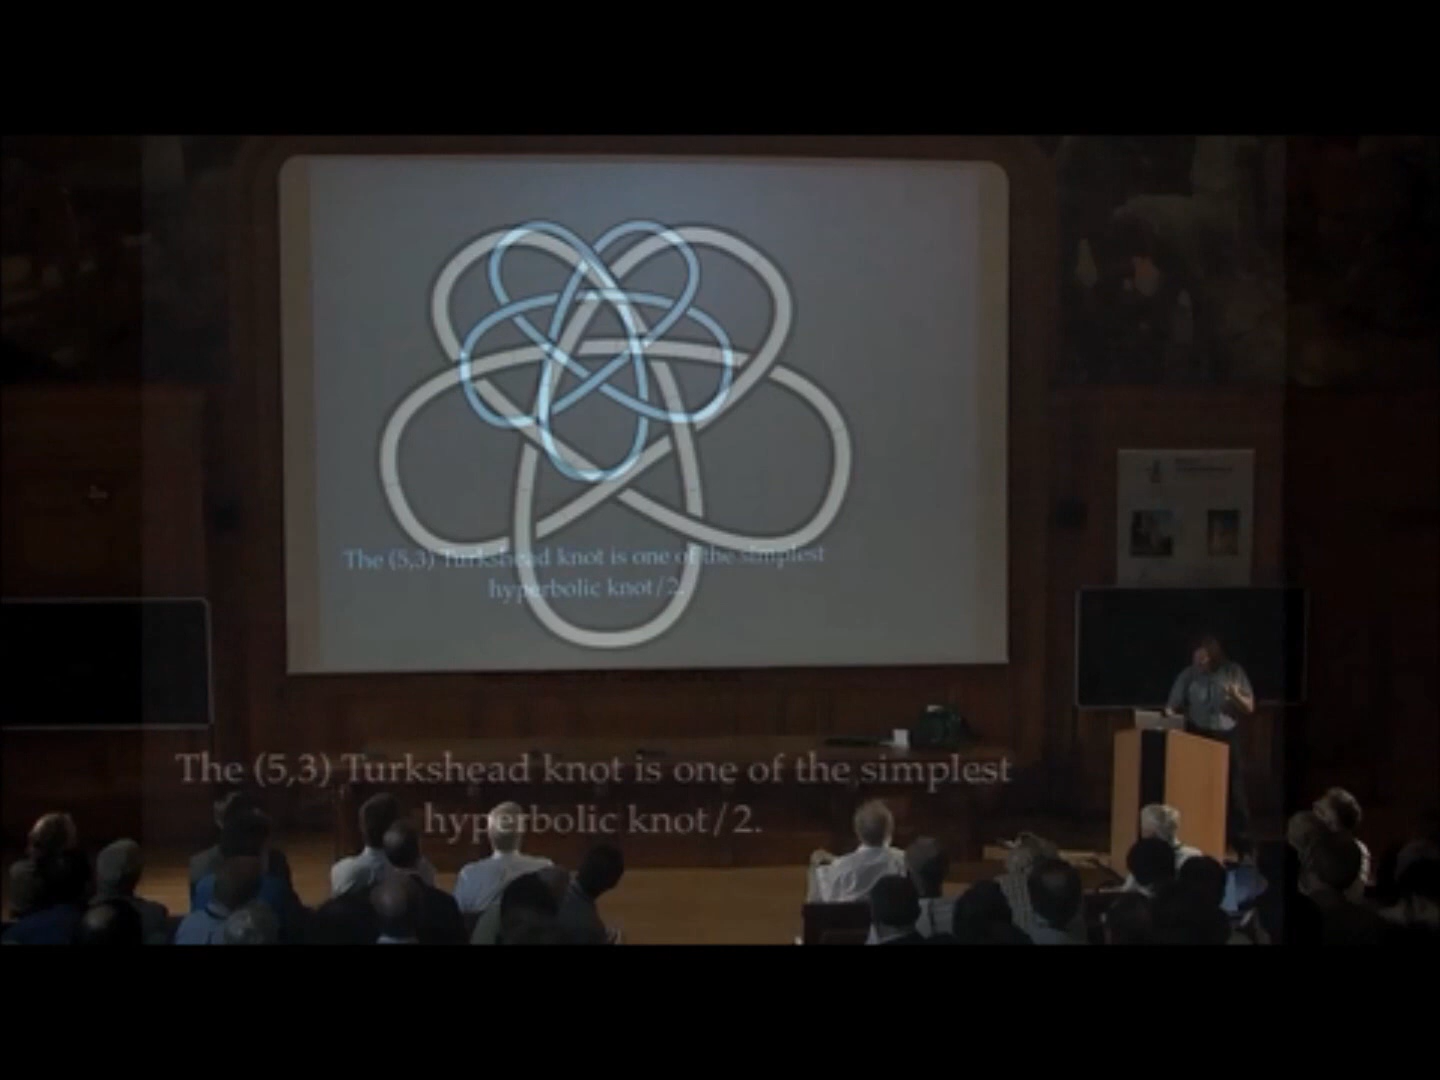 The (5,3) Turkshead knot is one of the simplest
hyperbolic knot/2.
The (5,3) Turkshead knot is one of the simplest
hyperbolic knot/2.